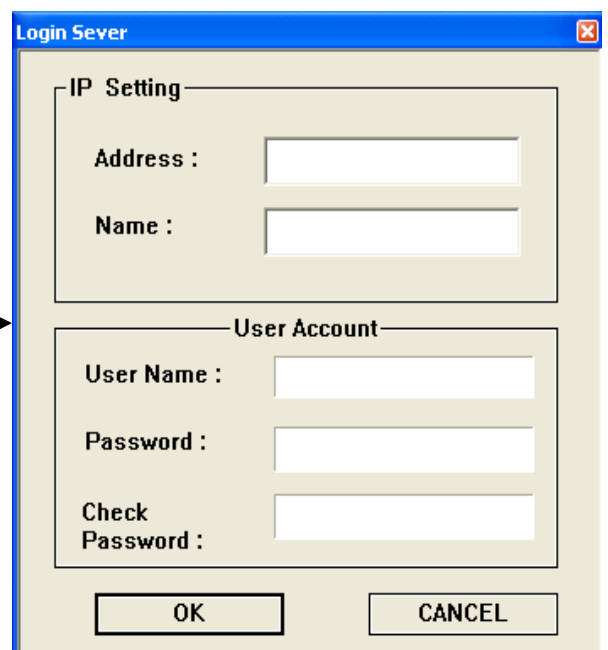 Login Sever
IP Setting
Address :
Name :
User Account
User Name :
Password :
Check
Password :
OK CANCEL